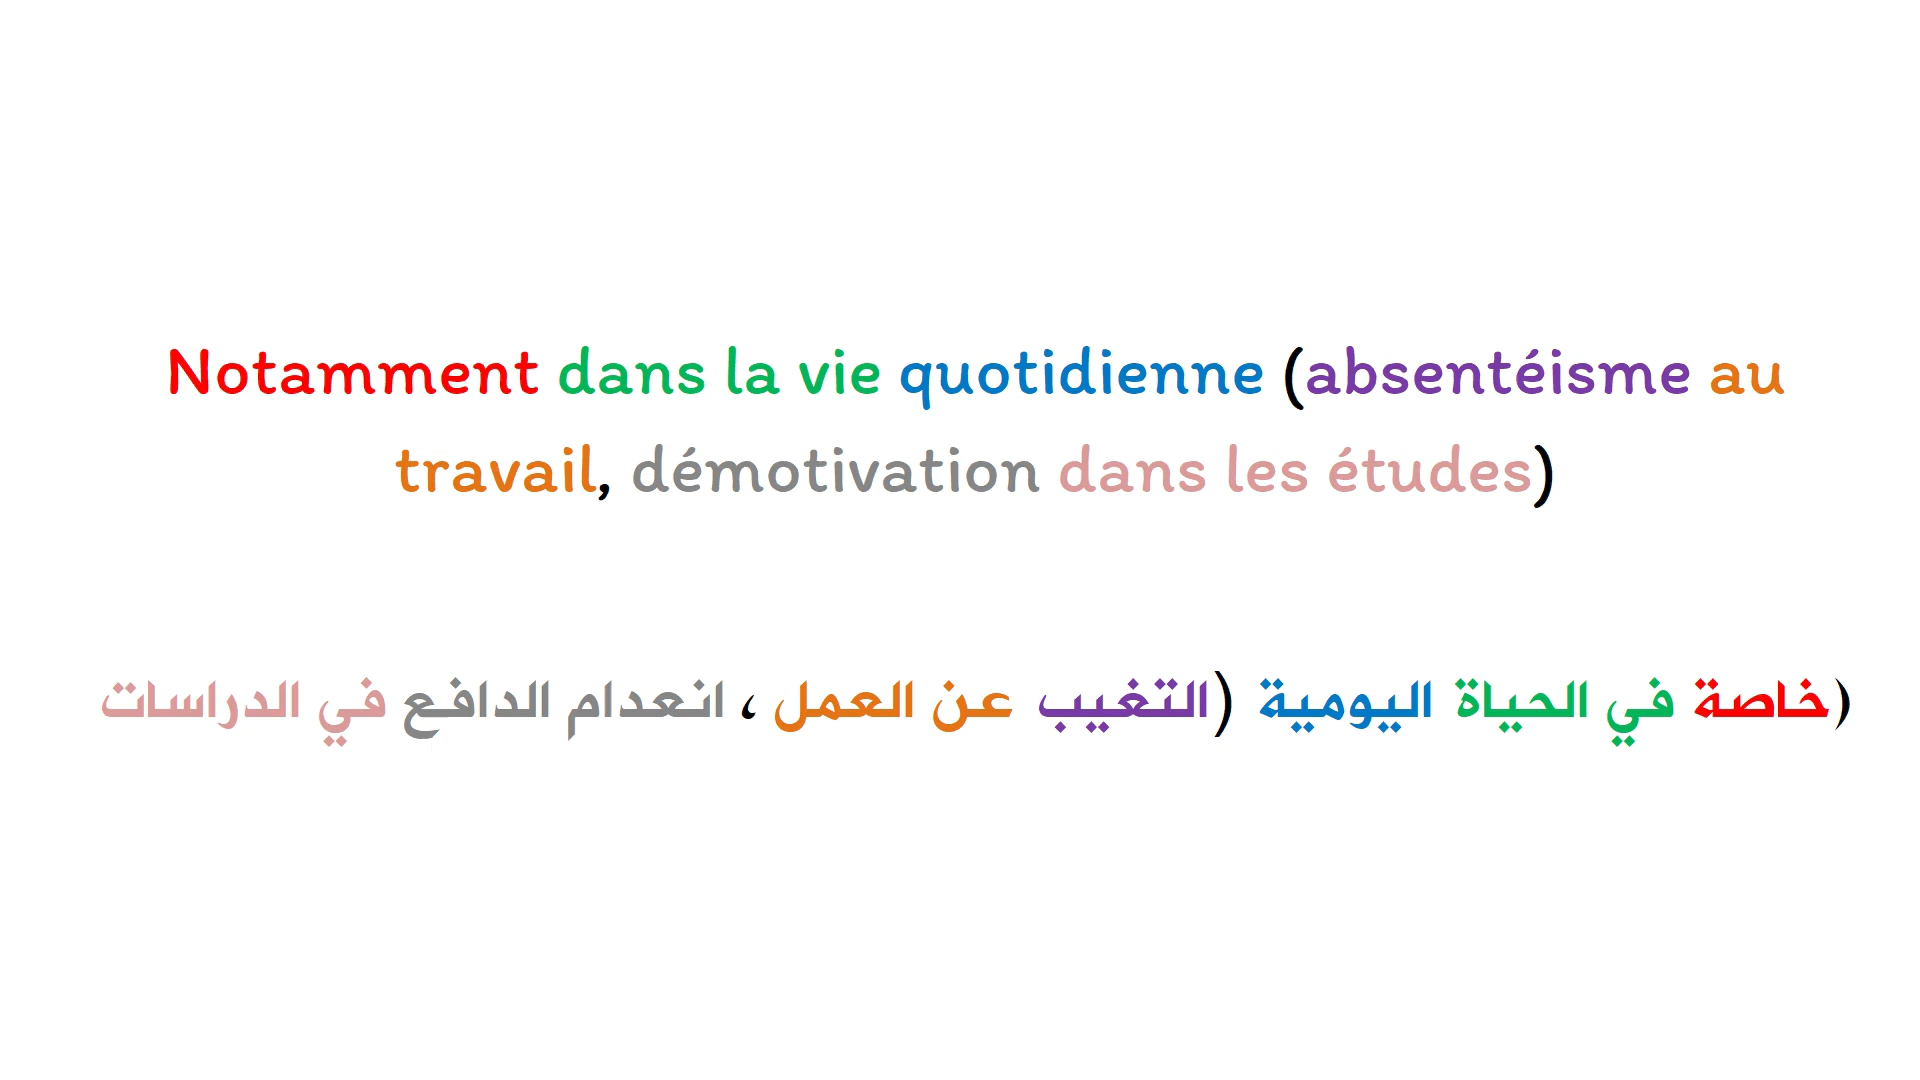 Notamment dans la vie quotidienne (absentéisme au
travail, démotivation dans les études)
(خاصة في الحياة اليومية (التغيب عن العمل ، انعدام الدافع في الدراسات